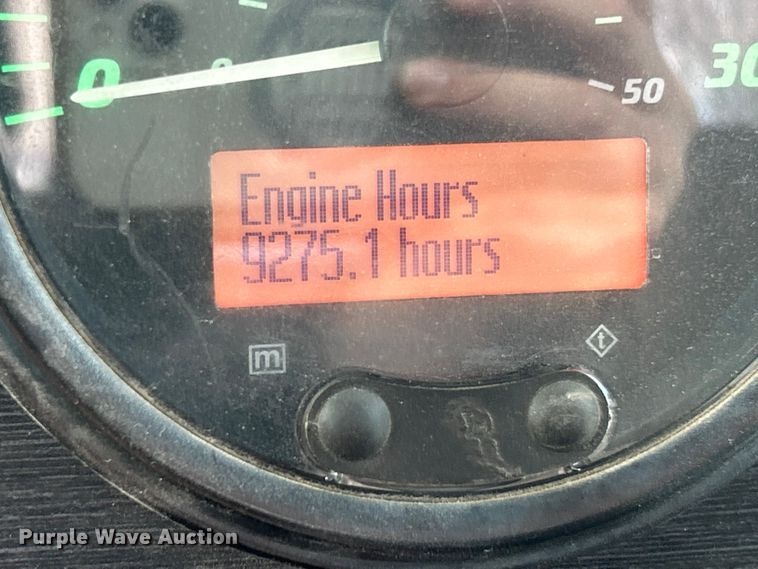 0
50
30
Engine Hours
9275.1 hours
m
t
Purple Wave Auction